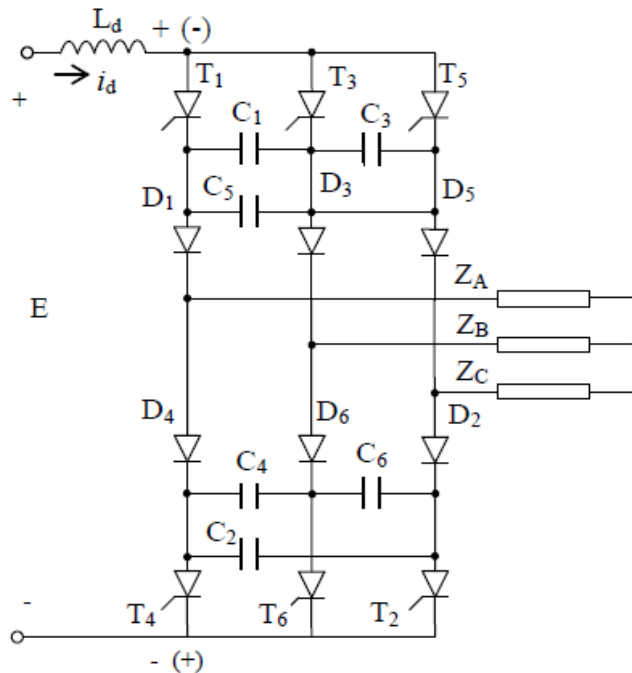 Ld + (-)
id
+
T1 T3 T5
C1 C3
D1 C5 D3 D5
ZA
E
ZB
ZC
D4 D6 D2
C4 C6
C2
-
T4 T6 T2
- (+)